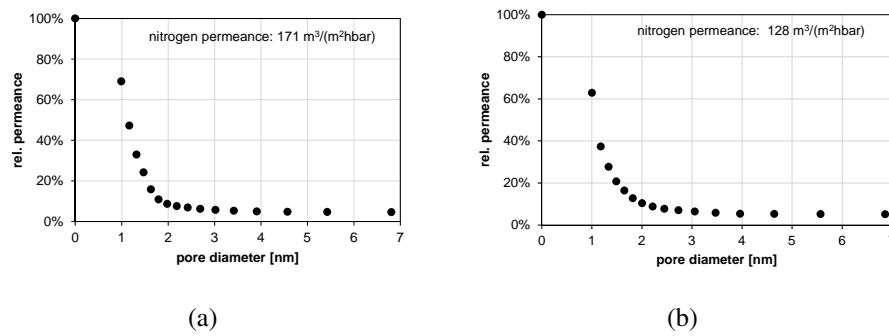 nitrogen permeance: 171 m³/(m²hbar)
100%
80%
60%
40%
20%
0%
rel. permeance
0 1 2 3 4 5 6 7
pore diameter [nm]
(a)
nitrogen permeance: 128 m³/(m²hbar)
100%
80%
60%
40%
20%
0%
rel. permeance
0 1 2 3 4 5 6 7
pore diameter [nm]
(b)